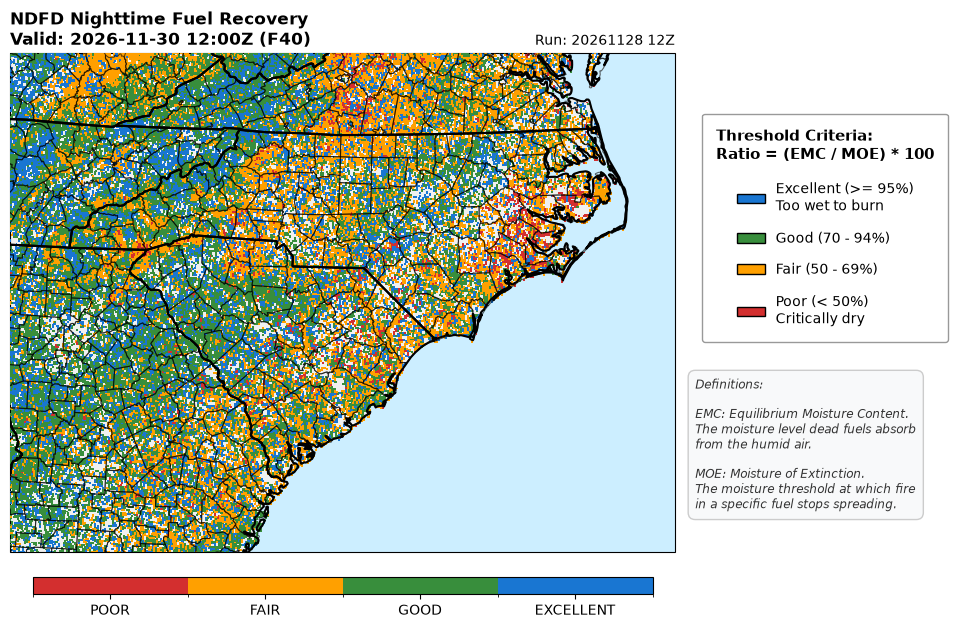 NDFD Nighttime Fuel Recovery
Valid: 2026-11-30 12:00Z (F40)
Run: 20261128 12Z
Threshold Criteria:
Ratio = (EMC / MOE) * 100
Excellent (>= 95%)
Too wet to burn
Good (70 - 94%)
Fair (50 - 69%)
Poor (< 50%)
Critically dry
Definitions:
EMC: Equilibrium Moisture Content.
The moisture level dead fuels absorb
from the humid air.
MOE: Moisture of Extinction.
The moisture threshold at which fire
in a specific fuel stops spreading.
POOR
FAIR
GOOD
EXCELLENT